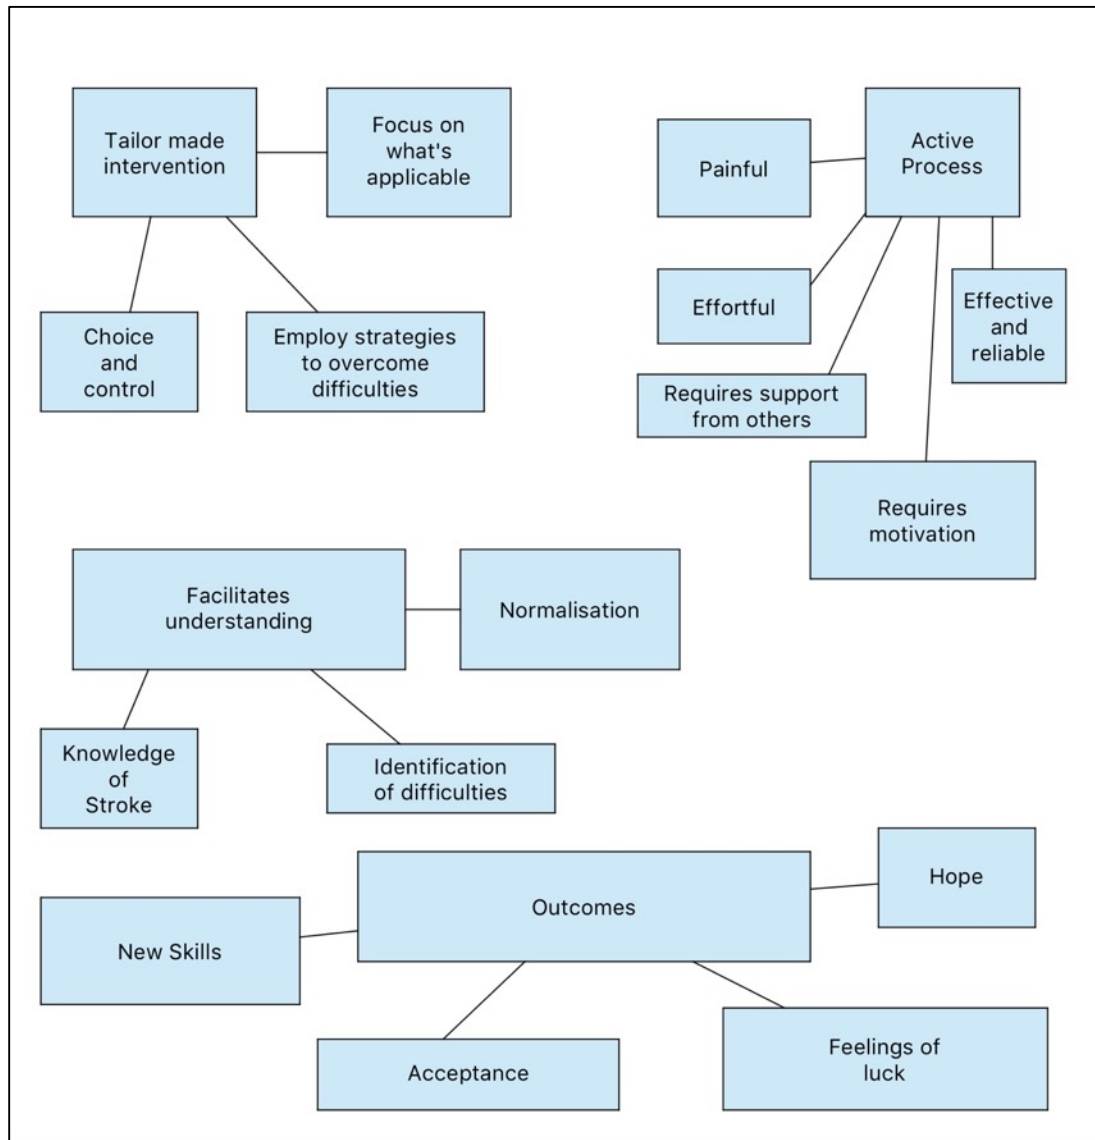 Tailor made
intervention
Focus on
what's
applicable
Choice
and
control
Employ strategies
to overcome
difficulties
Active
Process
Painful
Effortful
Effective
and
reliable
Requires support
from others
Requires
motivation
Facilitates
understanding
Normalisation
Knowledge
of
Stroke
Identification
of difficulties
Outcomes
Hope
New Skills
Acceptance
Feelings of
luck